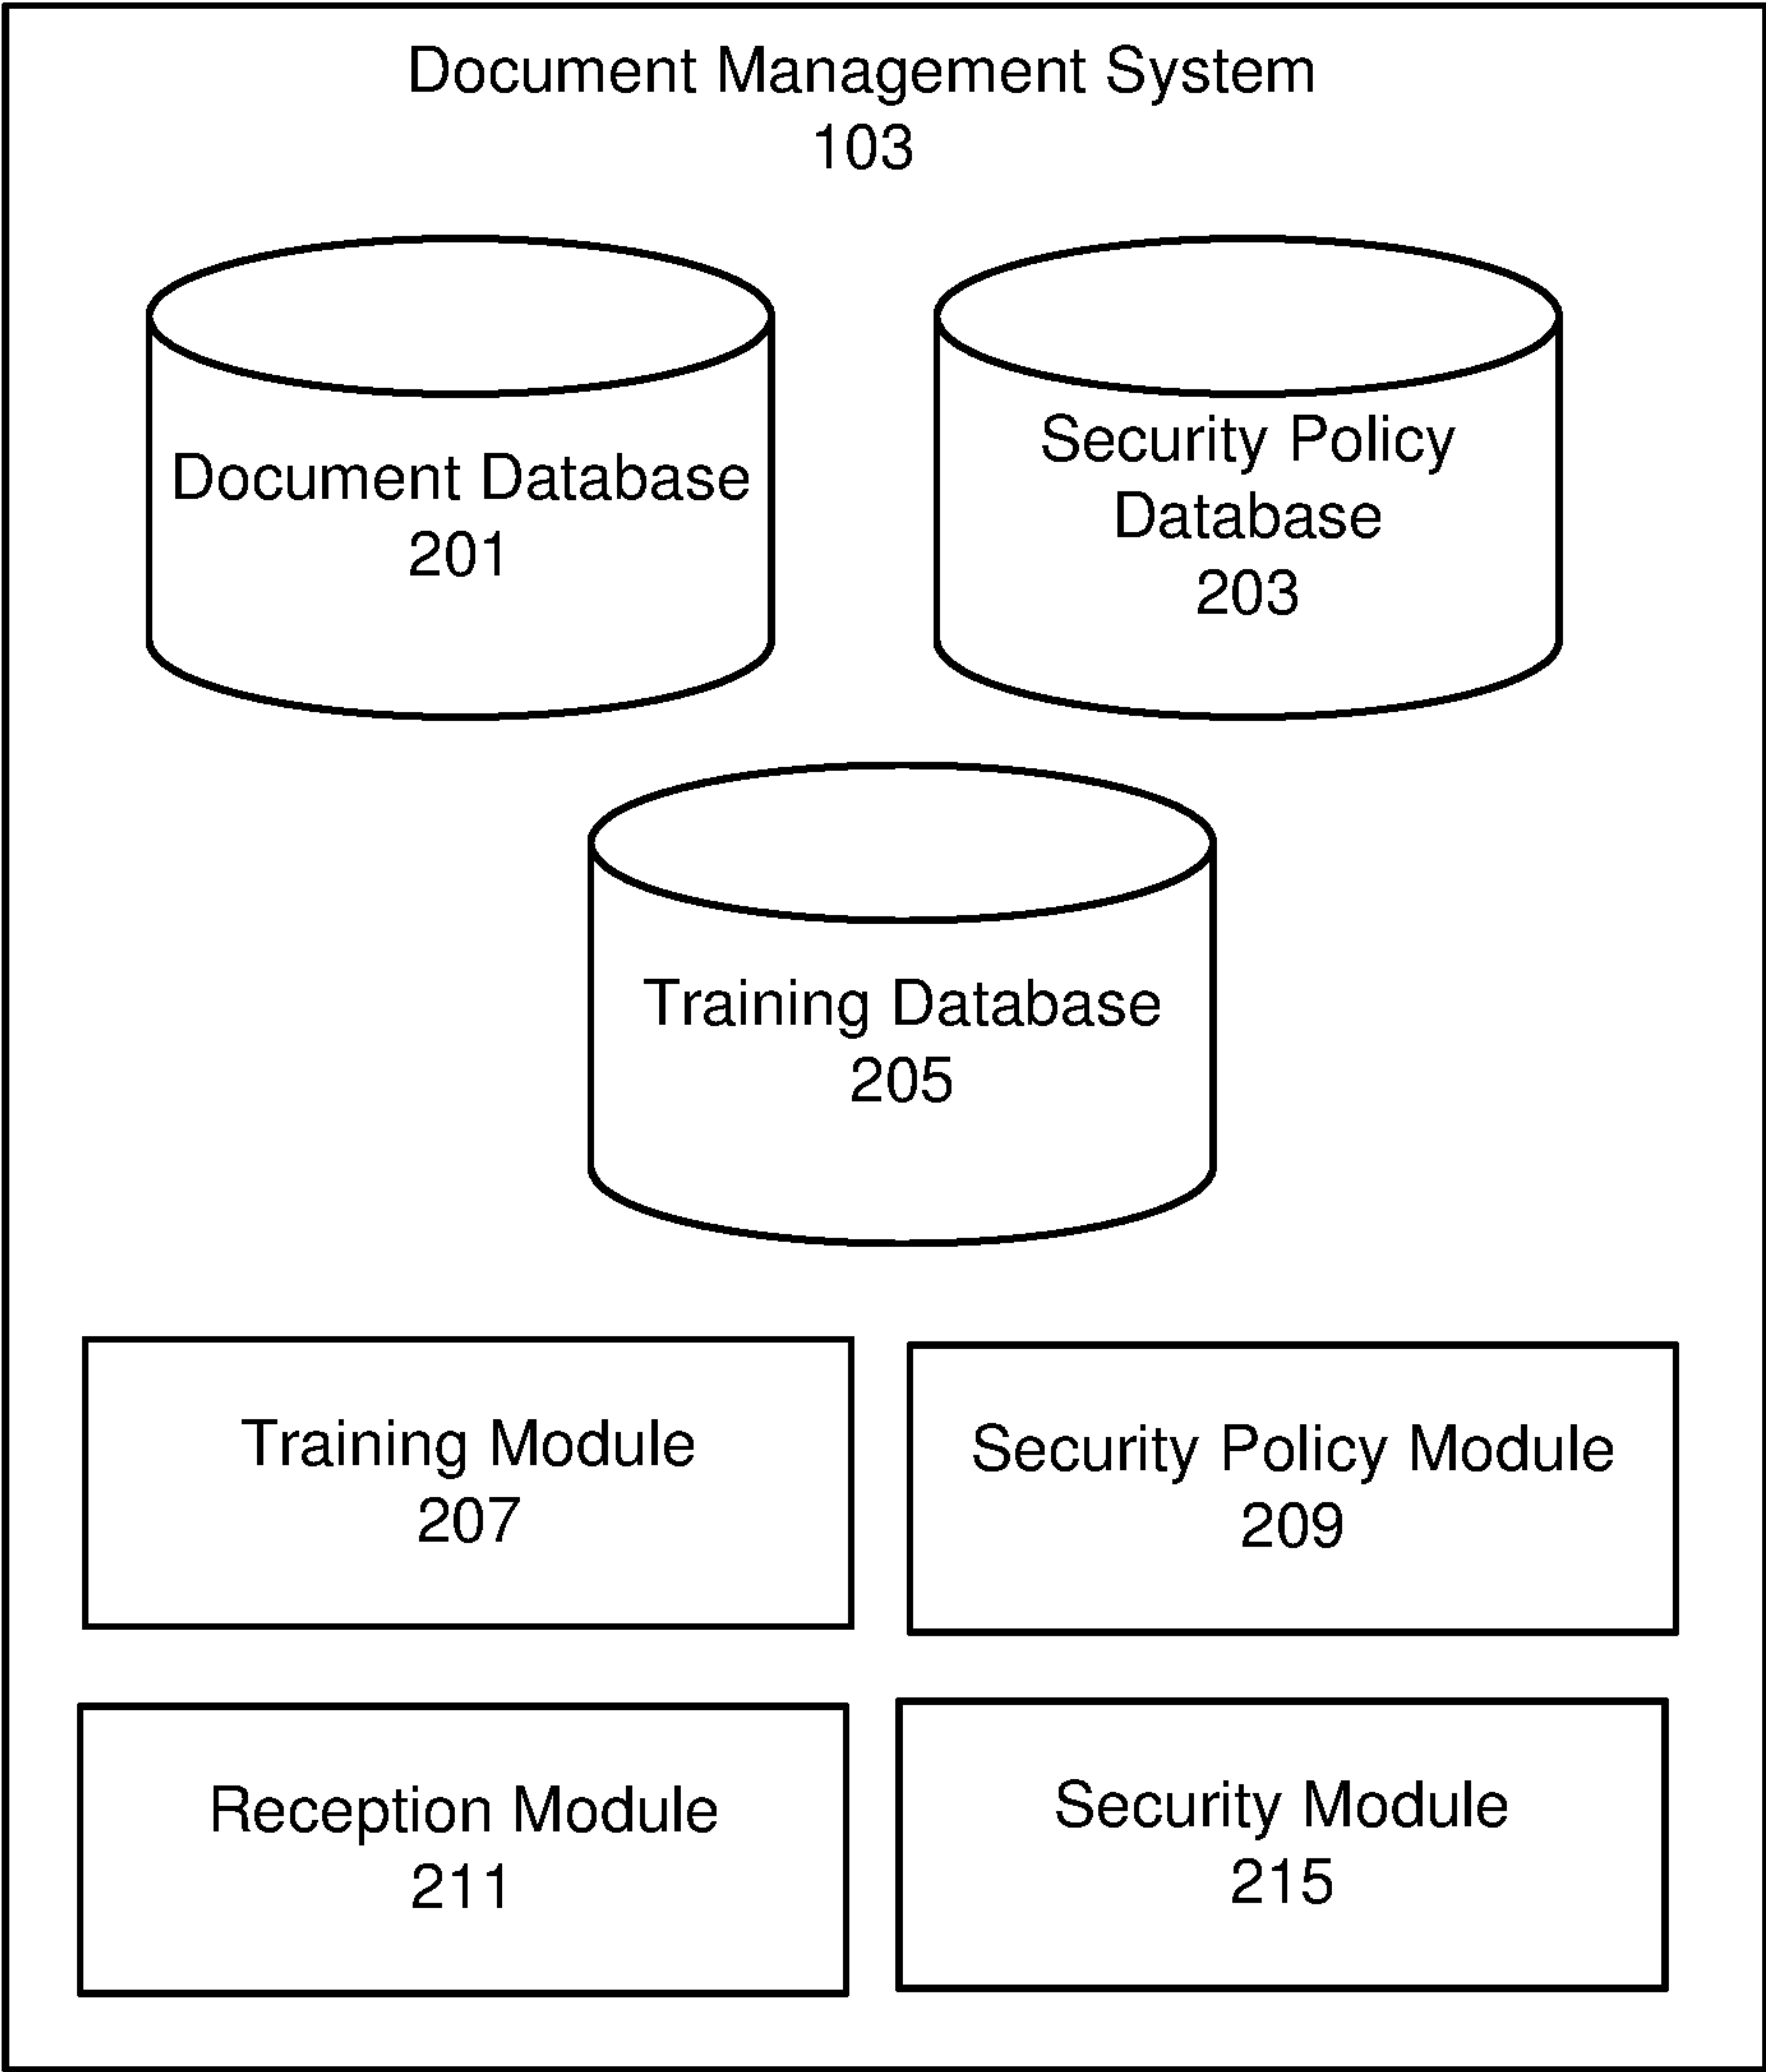 Document Management System
103
Document Database
201
Security Policy
Database
203
Training Database
205
Training Module
207
Security Policy Module
209
Reception Module
211
Security Module
215